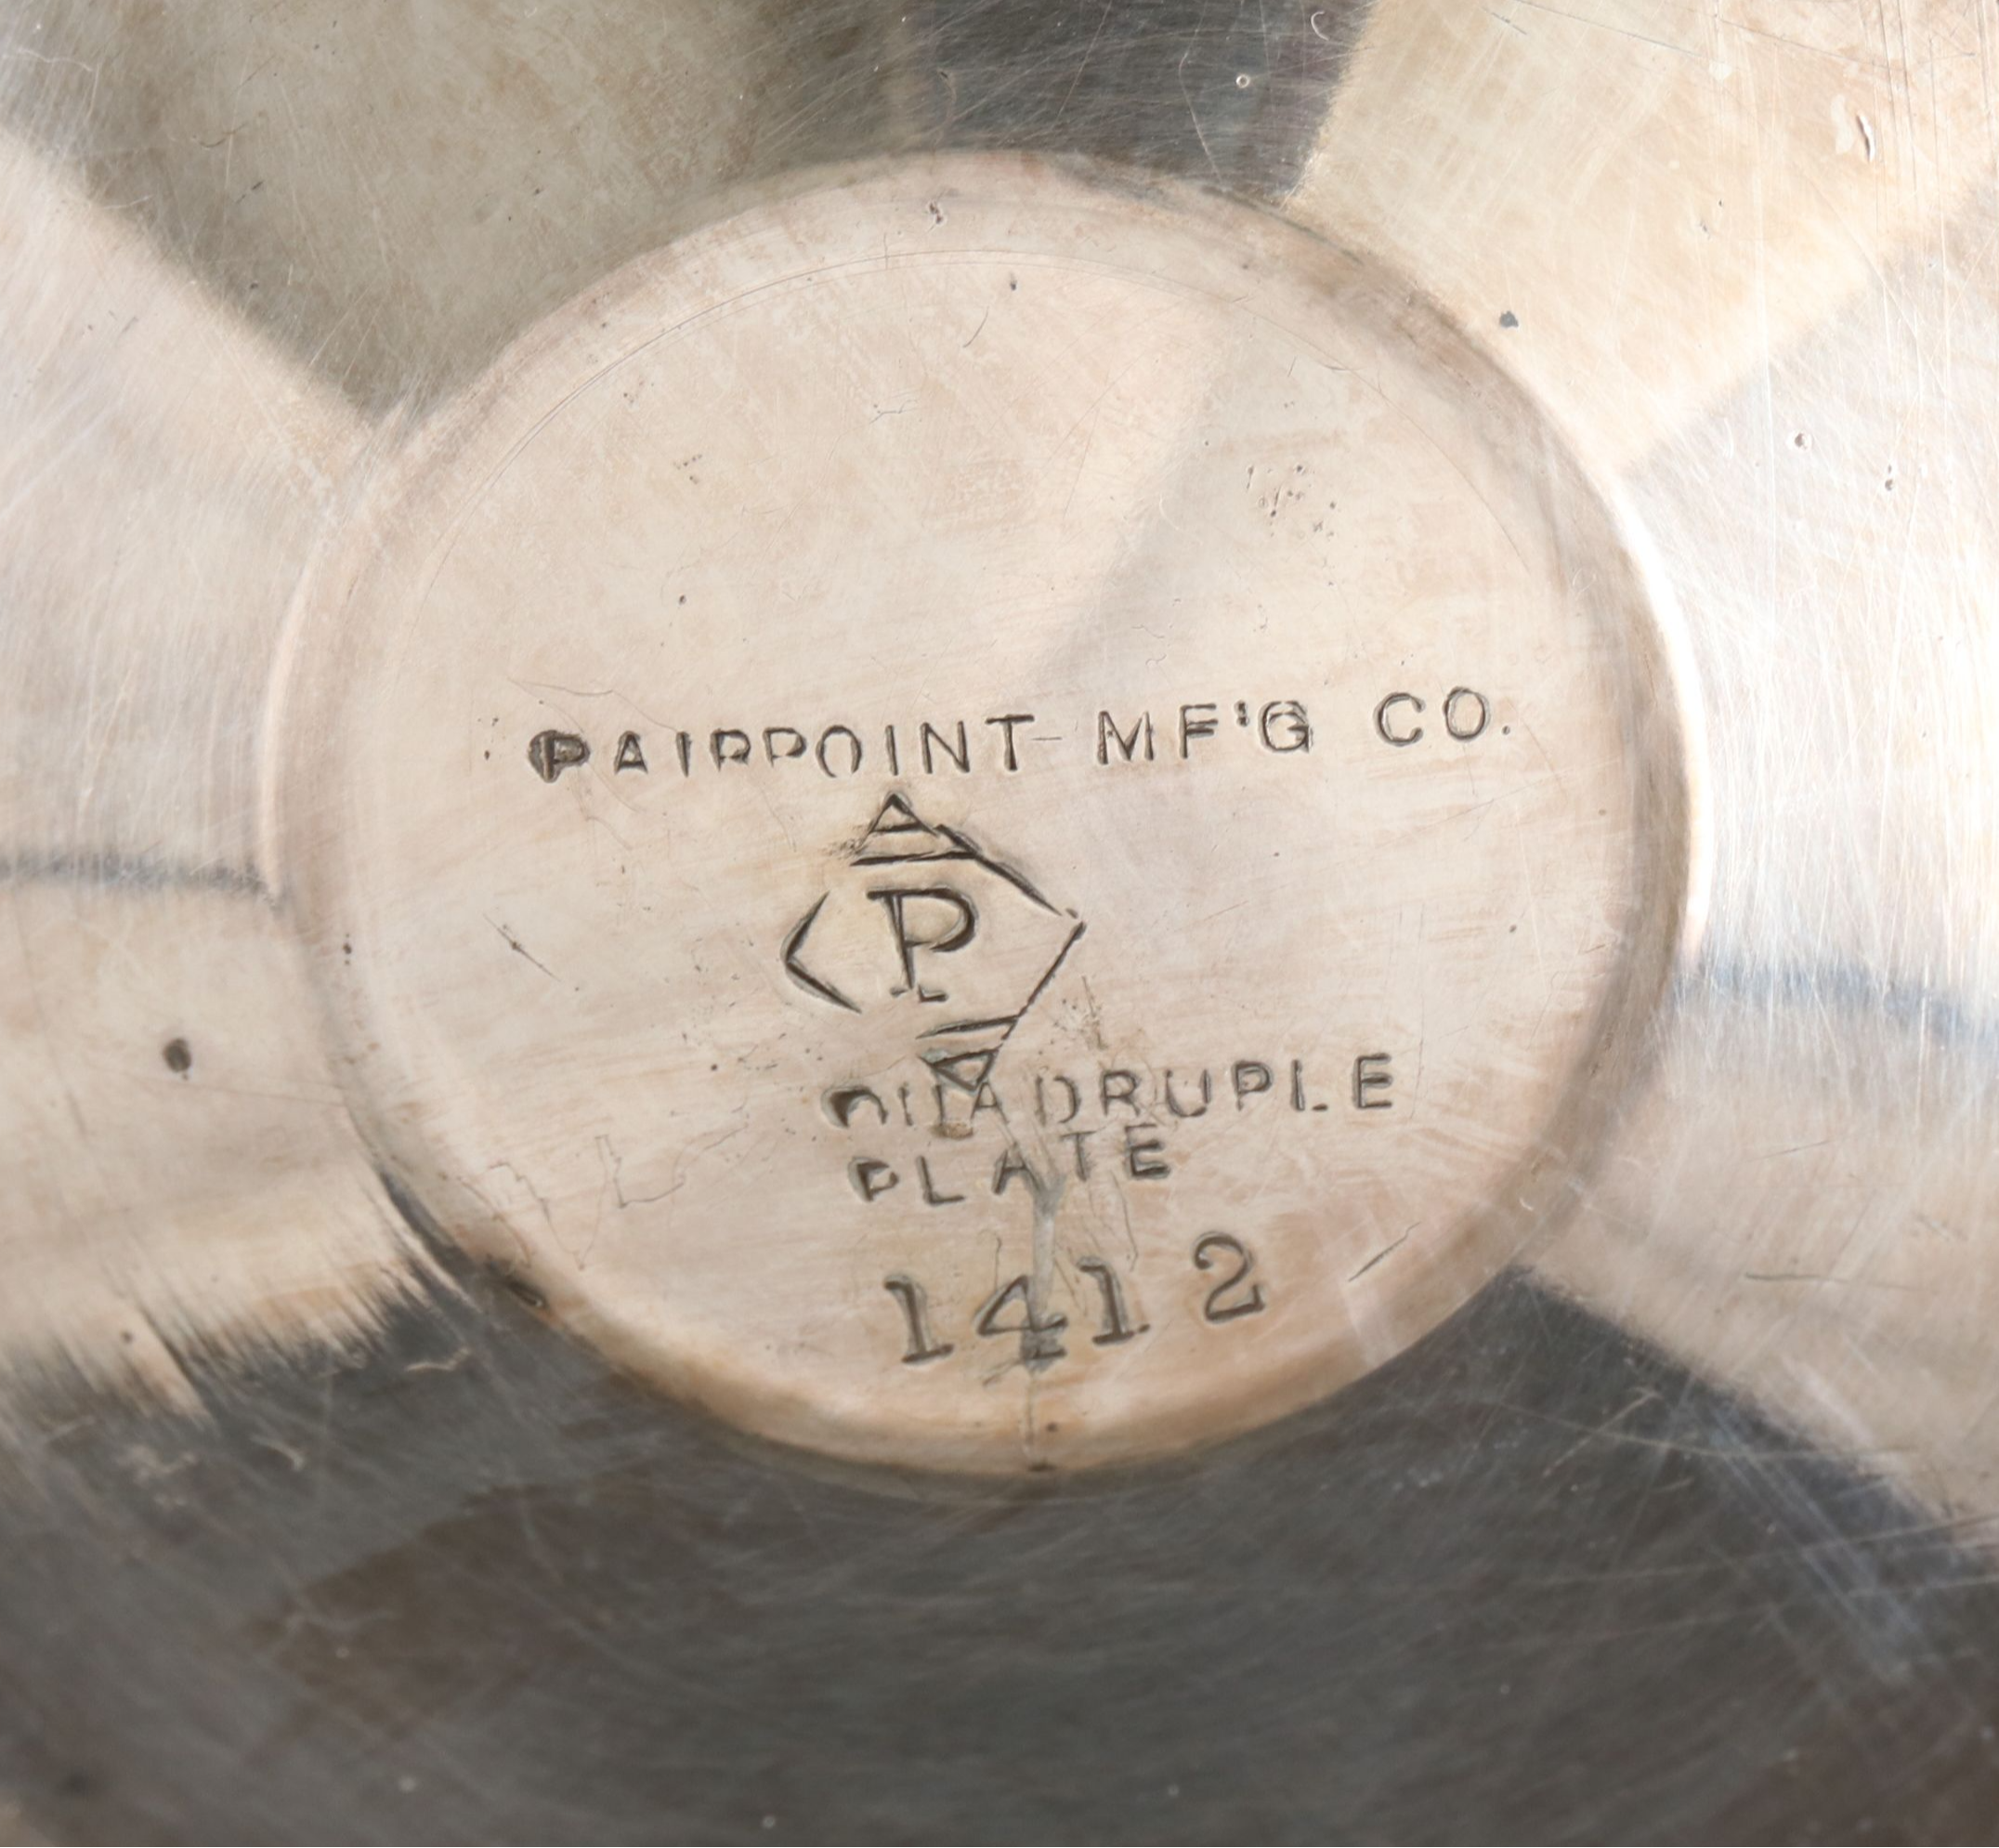 PAIRPOINT MF'G CO.
P
QUADRUPLE
PLATE
1412